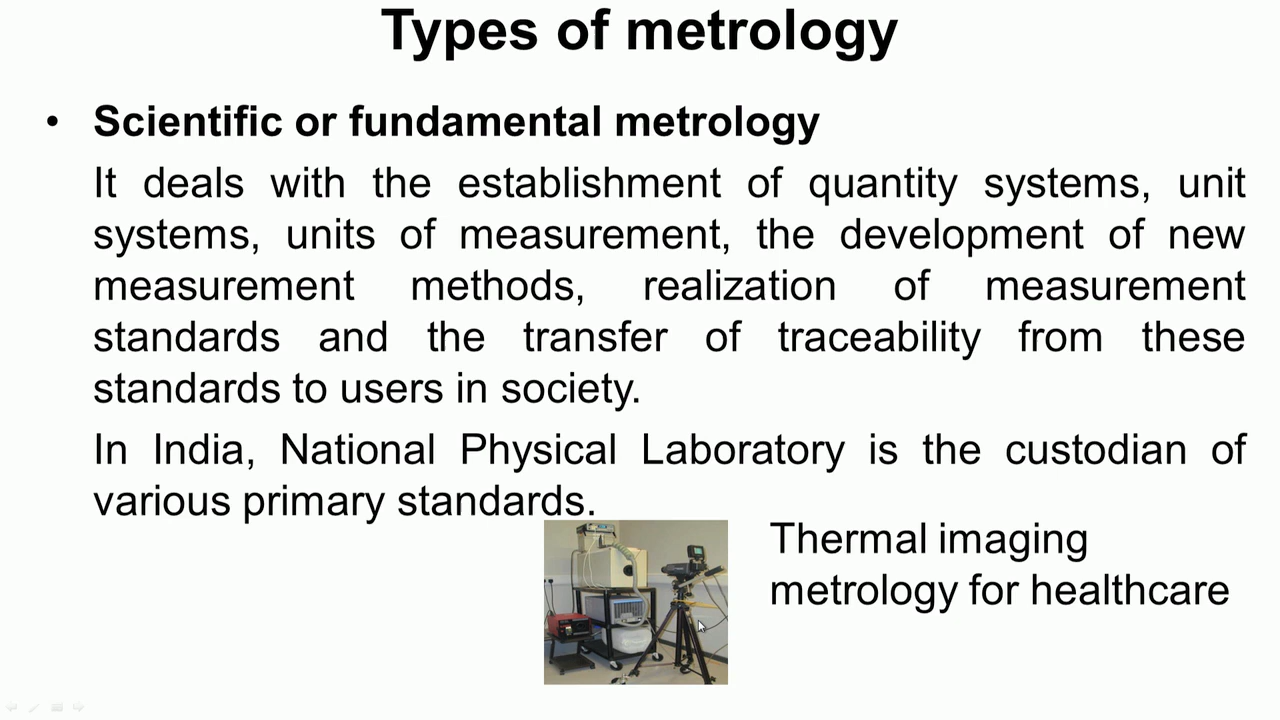 Types of metrology
• Scientific or fundamental metrology
It deals with the establishment of quantity systems, unit
systems, units of measurement, the development of new
measurement methods, realization of measurement
standards and the transfer of traceability from these
standards to users in society.
In India, National Physical Laboratory is the custodian of
various primary standards.
Thermal imaging
metrology for healthcare